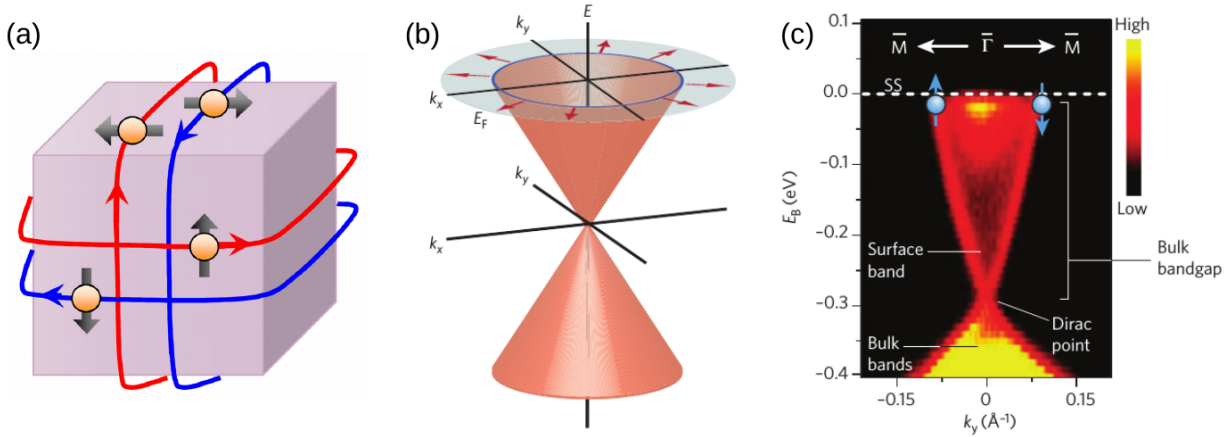 (a)
(b)
E
k_y
k_x
E_F
k_y
k_x
(c)
0.1
0.0
−0.1
−0.2
−0.3
−0.4
E_B (eV)
M̅ Γ̅ M̅
SS
Surface
band
Bulk
bands
Dirac
point
Bulk
bandgap
High
Low
−0.15 0 0.15
k_y (Å⁻¹)